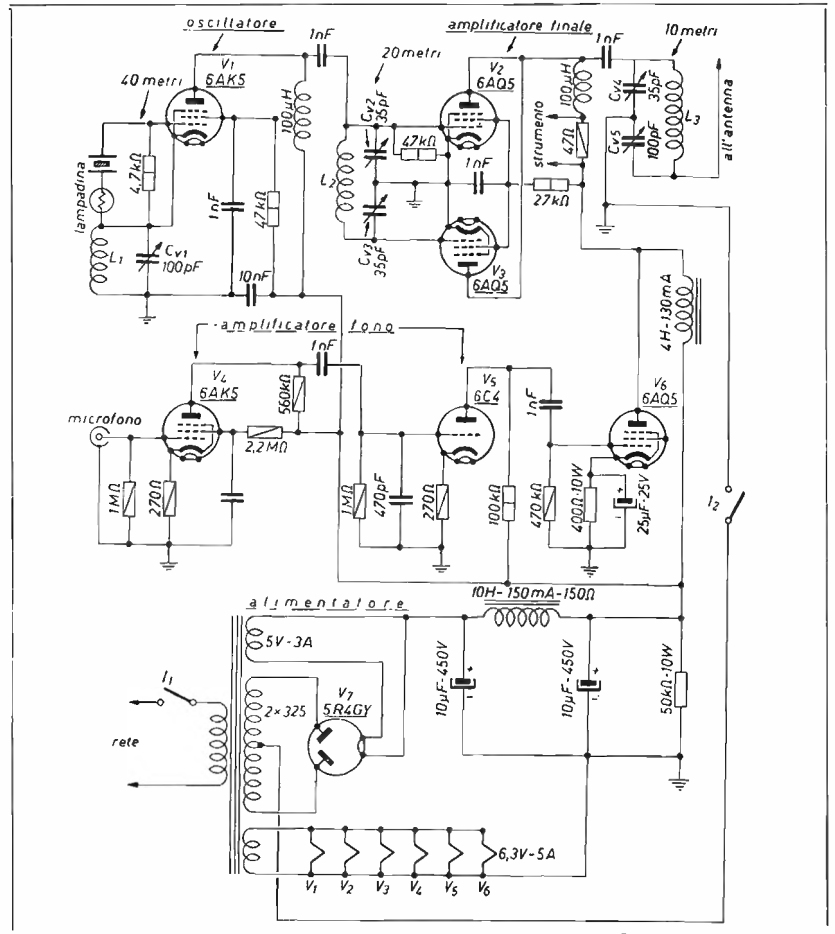 oscillatore
amplificatore finale
10 metri
1nF
20 metri
1nF
V1
6AK5
V2
6AQ5
40 metri
100µH
Cv2
35pF
100µH
Cv4
35pF
L3
all'antenna
strumento
47Ω
Cv5
100pF
lampadina
4.7kΩ
47kΩ
1nF
L2
1nF
47kΩ
27kΩ
Cv3
35pF
L1
Cv1
100pF
10nF
V3
6AQ5
4H-130mA
amplificatore fono
1nF
V4
6AK5
560kΩ
V5
6C4
1nF
V6
6AQ5
microfono
2,2MΩ
1MΩ
270Ω
1MΩ
470pF
270Ω
100kΩ
470kΩ
400Ω-10W
+
25µF-25V
I2
alimentatore
10H-150mA-150Ω
5V-3A
+
-
10µF-450V
+
-
10µF-450V
50kΩ-10W
I1
2×325
V7
5R4GY
rete
6,3V-5A
V1 V2 V3 V4 V5 V6